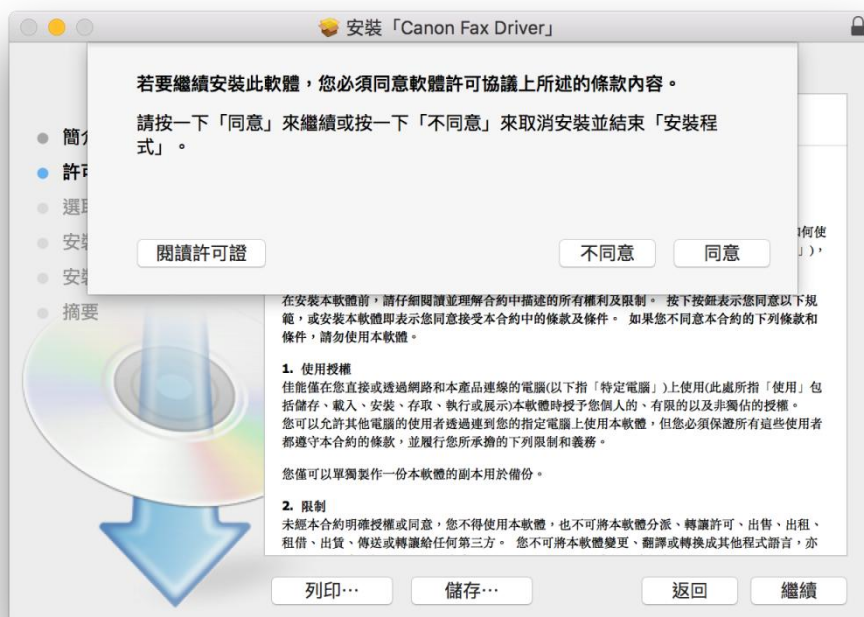 安裝「Canon Fax Driver」
若要繼續安裝此軟體，您必須同意軟體許可協議上所述的條款內容。
請按一下「同意」來繼續或按一下「不同意」來取消安裝並結束「安裝程
式」。
閱讀許可證
不同意
同意
簡介
許可
選取
安裝
安裝
摘要
何使
」)，
在安裝本軟體前，請仔細閱讀並理解合約中描述的所有權利及限制。 按下按鈕表示您同意以下規
範，或安裝本軟體即表示您同意接受本合約中的條款及條件。 如果您不同意本合約的下列條款和
條件，請勿使用本軟體。
1. 使用授權
佳能僅在您直接或透過網路和本產品連線的電腦(以下指「特定電腦」)上使用(此處所指「使用」包
括儲存、載入、安裝、存取、執行或展示)本軟體時授予您個人的、有限的以及非獨佔的授權。
您可以允許其他電腦的使用者透過連到您的指定電腦上使用本軟體，但您必須保證所有這些使用者
都遵守本合約的條款，並履行您所承擔的下列限制和義務。
您僅可以單獨製作一份本軟體的副本用於備份。
2. 限制
未經本合約明確授權或同意，您不得使用本軟體，也不可將本軟體分派、轉讓許可、出售、出租、
租借、出貨、傳送或轉讓給任何第三方。 您不可將本軟體變更、翻譯或轉換成其他程式語言，亦
列印⋯
儲存⋯
返回
繼續